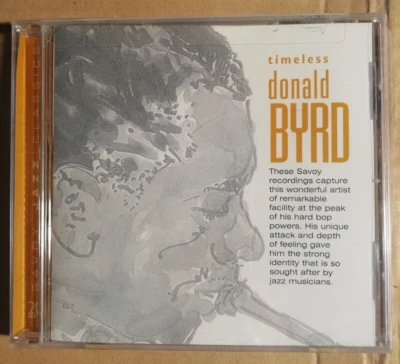 timeless
donald
BYRD
These Savoy
recordings capture
this wonderful artist
of remarkable
facility at the peak
of his hard bop
powers. His unique
attack and depth
of feeling gave
him the strong
identity that is so
sought after by
jazz musicians.